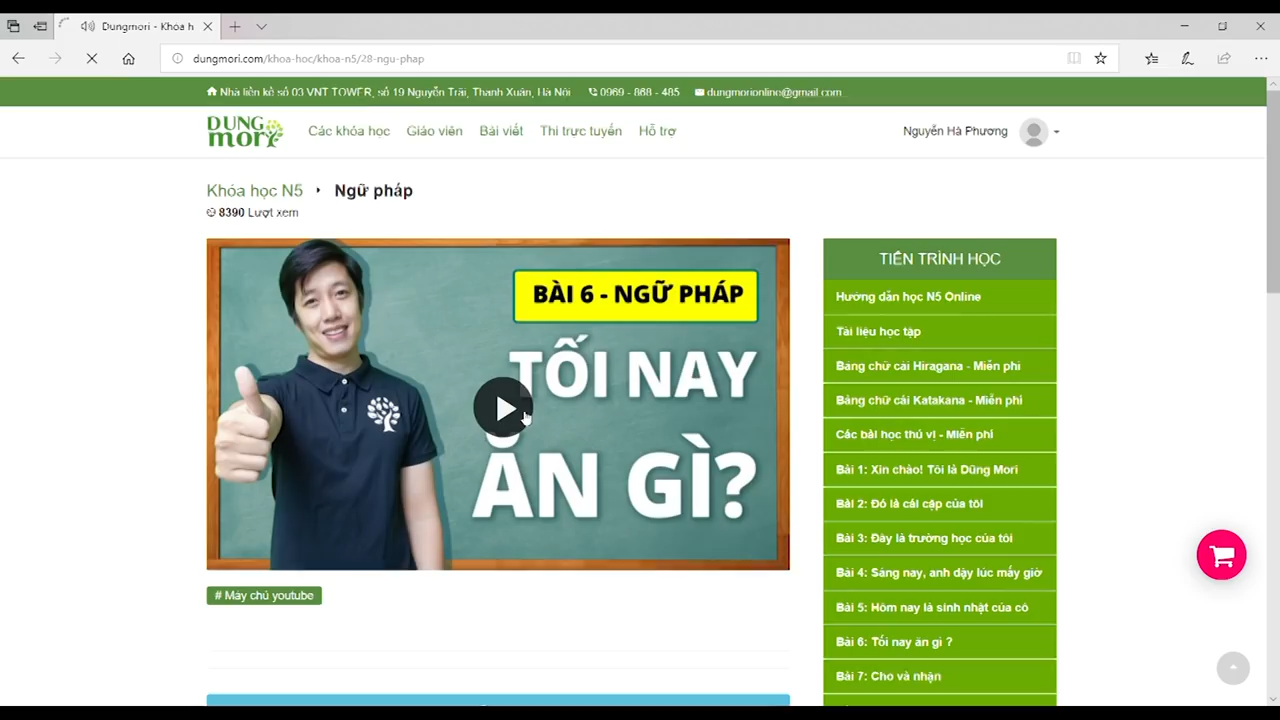 Dungmori - Khóa h
dungmori.com/khoa-hoc/khoa-n5/28-ngu-phap
Nhà liền kề số 03 VNT TOWER, số 19 Nguyễn Trãi, Thanh Xuân, Hà Nội 0969 - 868 - 485 dungmorionline@gmail.com
DUNG mori
Các khóa học Giáo viên Bài viết Thi trực tuyến Hỗ trợ
Nguyễn Hà Phương
Khóa học N5 Ngữ pháp
8390 Lượt xem
BÀI 6 - NGỮ PHÁP
TỐI NAY
ĂN GÌ?
# Máy chủ youtube
TIẾN TRÌNH HỌC
Hướng dẫn học N5 Online
Tài liệu học tập
Bảng chữ cái Hiragana - Miễn phí
Bảng chữ cái Katakana - Miễn phí
Các bài học thú vị - Miễn phí
Bài 1: Xin chào! Tôi là Dũng Mori
Bài 2: Đó là cái cặp của tôi
Bài 3: Đây là trường học của tôi
Bài 4: Sáng nay, anh dậy lúc mấy giờ
Bài 5: Hôm nay là sinh nhật của cô
Bài 6: Tối nay ăn gì ?
Bài 7: Cho và nhận